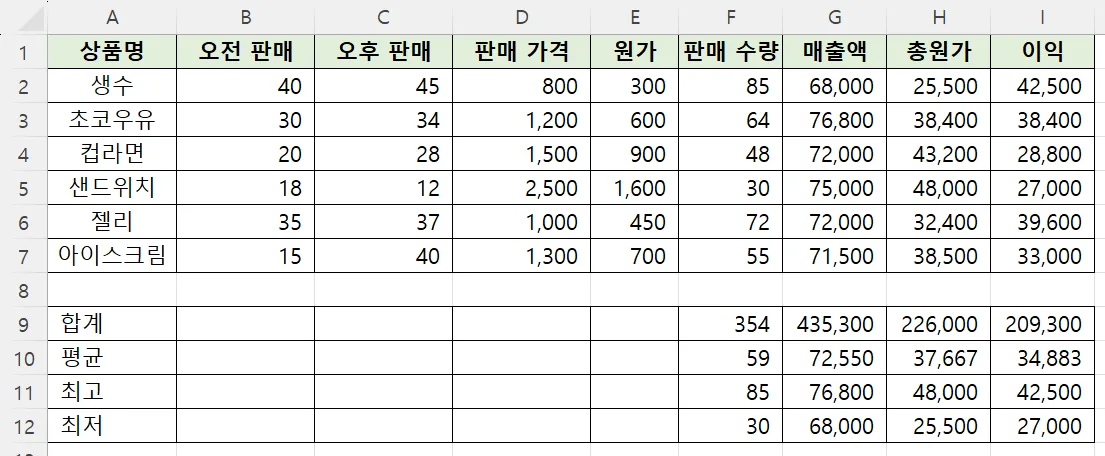 A B C D E F G H I
1 상품명 오전 판매 오후 판매 판매 가격 원가 판매 수량 매출액 총원가 이익
2 생수 40 45 800 300 85 68,000 25,500 42,500
3 초코우유 30 34 1,200 600 64 76,800 38,400 38,400
4 컵라면 20 28 1,500 900 48 72,000 43,200 28,800
5 샌드위치 18 12 2,500 1,600 30 75,000 48,000 27,000
6 젤리 35 37 1,000 450 72 72,000 32,400 39,600
7 아이스크림 15 40 1,300 700 55 71,500 38,500 33,000
8
9 합계 354 435,300 226,000 209,300
10 평균 59 72,550 37,667 34,883
11 최고 85 76,800 48,000 42,500
12 최저 30 68,000 25,500 27,000